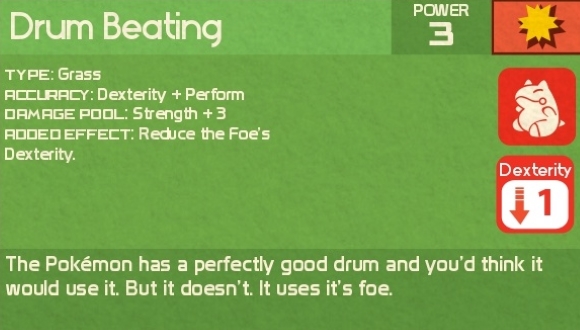 Drum Beating
POWER
3
TYPE: Grass
ACCURACY: Dexterity + Perform
DAMAGE POOL: Strength + 3
ADDED EFFECT: Reduce the Foe's
Dexterity.
Dexterity
1
The Pokémon has a perfectly good drum and you'd think it
would use it. But it doesn't. It uses it's foe.